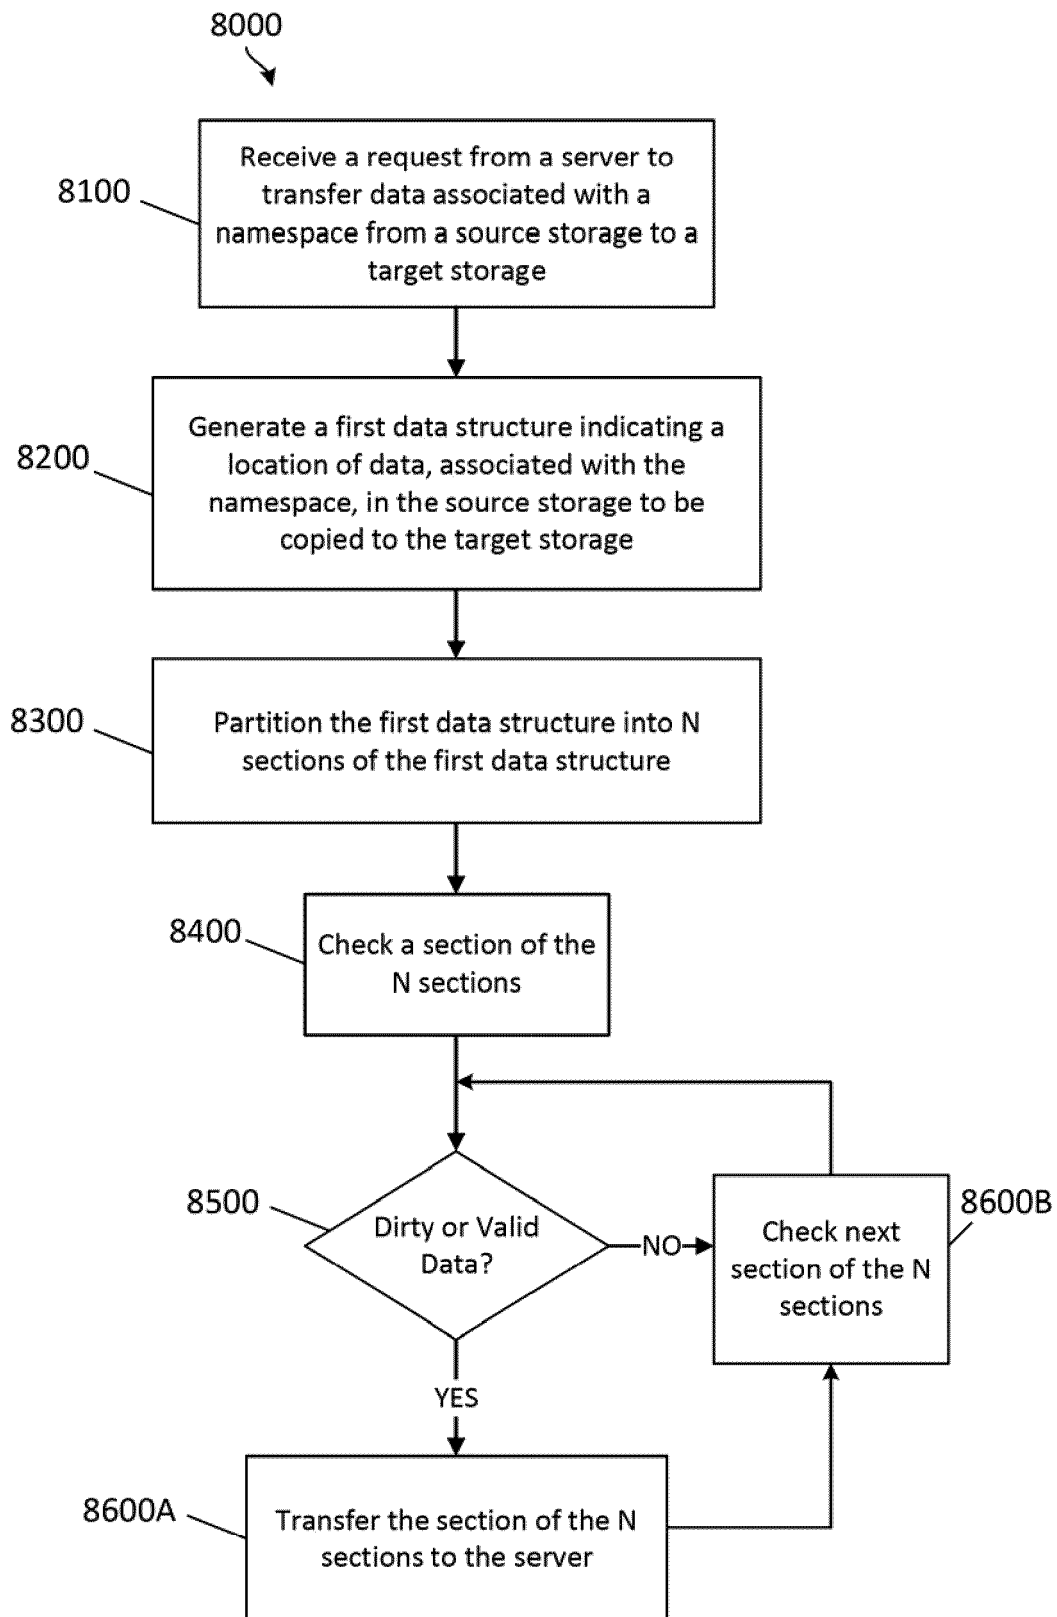 8000
8100
Receive a request from a server to
transfer data associated with a
namespace from a source storage to a
target storage
8200
Generate a first data structure indicating a
location of data, associated with the
namespace, in the source storage to be
copied to the target storage
8300
Partition the first data structure into N
sections of the first data structure
8400
Check a section of the
N sections
8500
Dirty or Valid
Data?
NO
8600B
Check next
section of the N
sections
YES
8600A
Transfer the section of the N
sections to the server